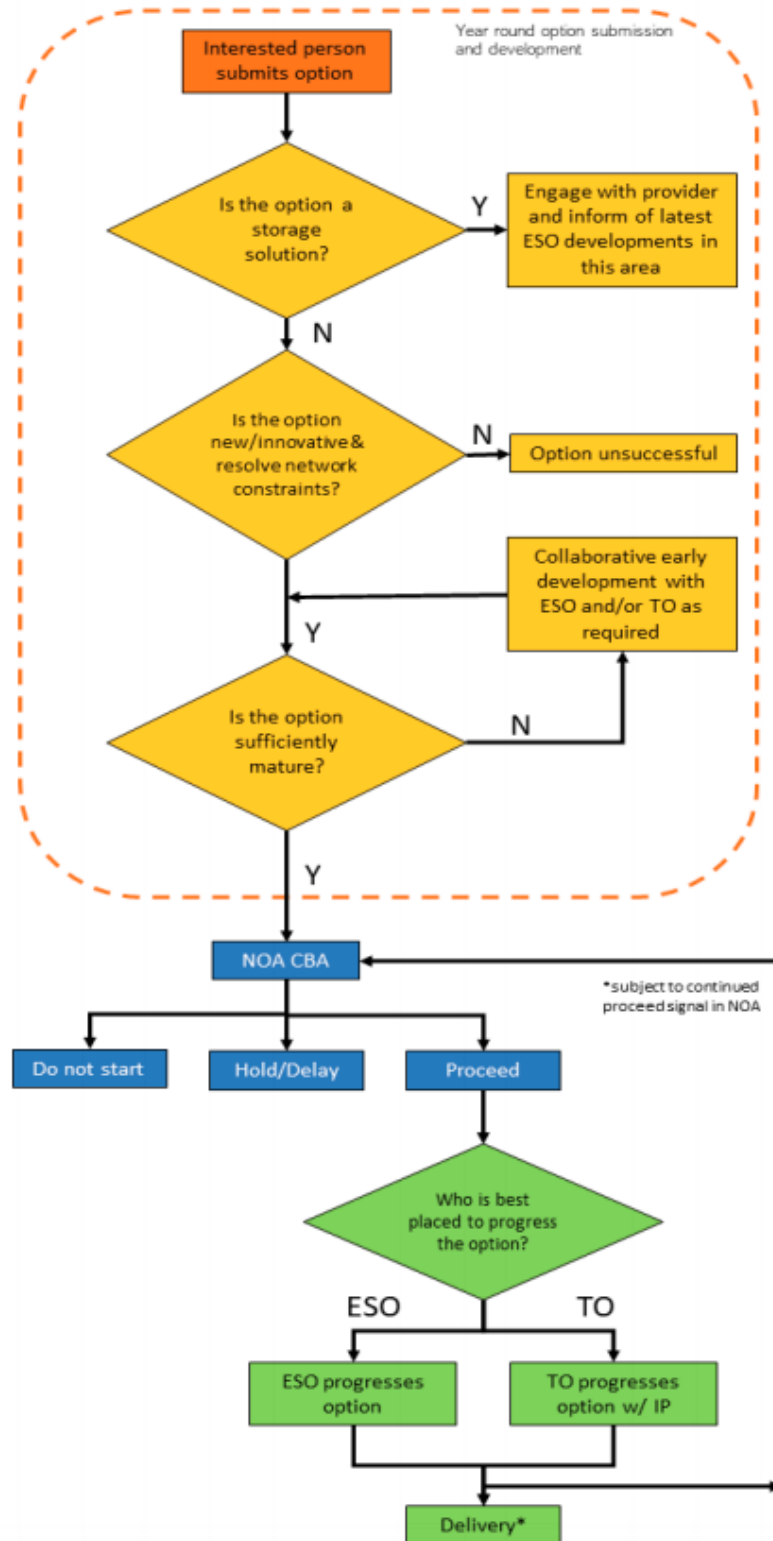 Year round option submission
and development
Interested person
submits option
Is the option a
storage
solution?
Y
Engage with provider
and inform of latest
ESO developments in
this area
N
Is the option
new/innovative &
resolve network
constraints?
N
Option unsuccessful
Collaborative early
development with
ESO and/or TO as
required
Y
Is the option
sufficiently
mature?
N
Y
NOA CBA
*subject to continued
proceed signal in NOA
Do not start
Hold/Delay
Proceed
Who is best
placed to progress
the option?
ESO
TO
ESO progresses
option
TO progresses
option w/ IP
Delivery*